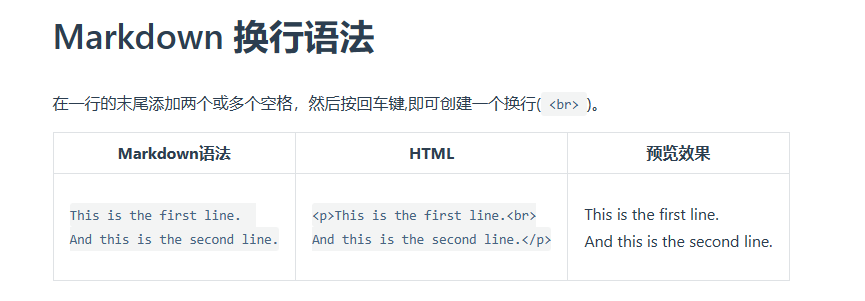 Markdown 换行语法
在一行的末尾添加两个或多个空格，然后按回车键,即可创建一个换行(<br>)。
Markdown语法 HTML 预览效果
This is the first line. <p>This is the first line.<br> This is the first line.
And this is the second line. And this is the second line.</p> And this is the second line.